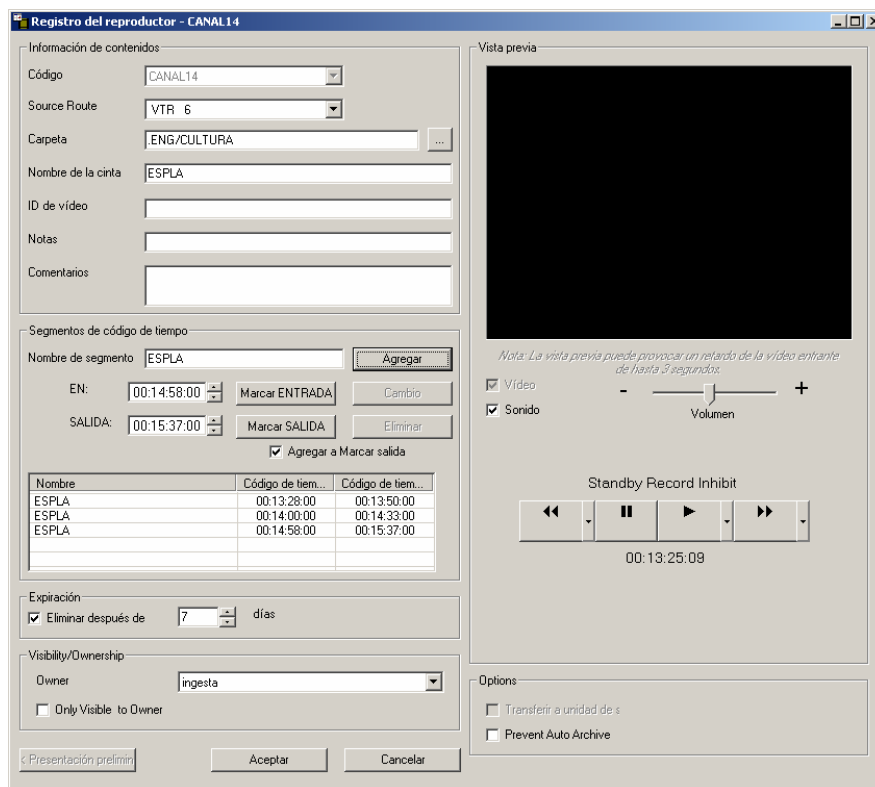 Registro del reproductor - CANAL14
Información de contenidos
Código
CANAL14
Source Route
VTR 6
Carpeta
.ENG/CULTURA
...
Nombre de la cinta
ESPLA
ID de vídeo
Notas
Comentarios
Segmentos de código de tiempo
Nombre de segmento
ESPLA
Agregar
EN:
00:14:58:00
Marcar ENTRADA
Cambio
SALIDA:
00:15:37:00
Marcar SALIDA
Eliminar
Agregar a Marcar salida
Nombre Código de tiem... Código de tiem...
ESPLA 00:13:28:00 00:13:50:00
ESPLA 00:14:00:00 00:14:33:00
ESPLA 00:14:58:00 00:15:37:00
Expiración
Eliminar después de 7 días
Visibility/Ownership
Owner
ingesta
Only Visible to Owner
< Presentación prelimin
Aceptar
Cancelar
Vista previa
Nota: La vista previa puede provocar un retardo de la vídeo entrante
de hasta 3 segundos.
Vídeo
Sonido
- +
Volumen
Standby Record Inhibit
00:13:25:09
Options
Transferir a unidad de s
Prevent Auto Archive